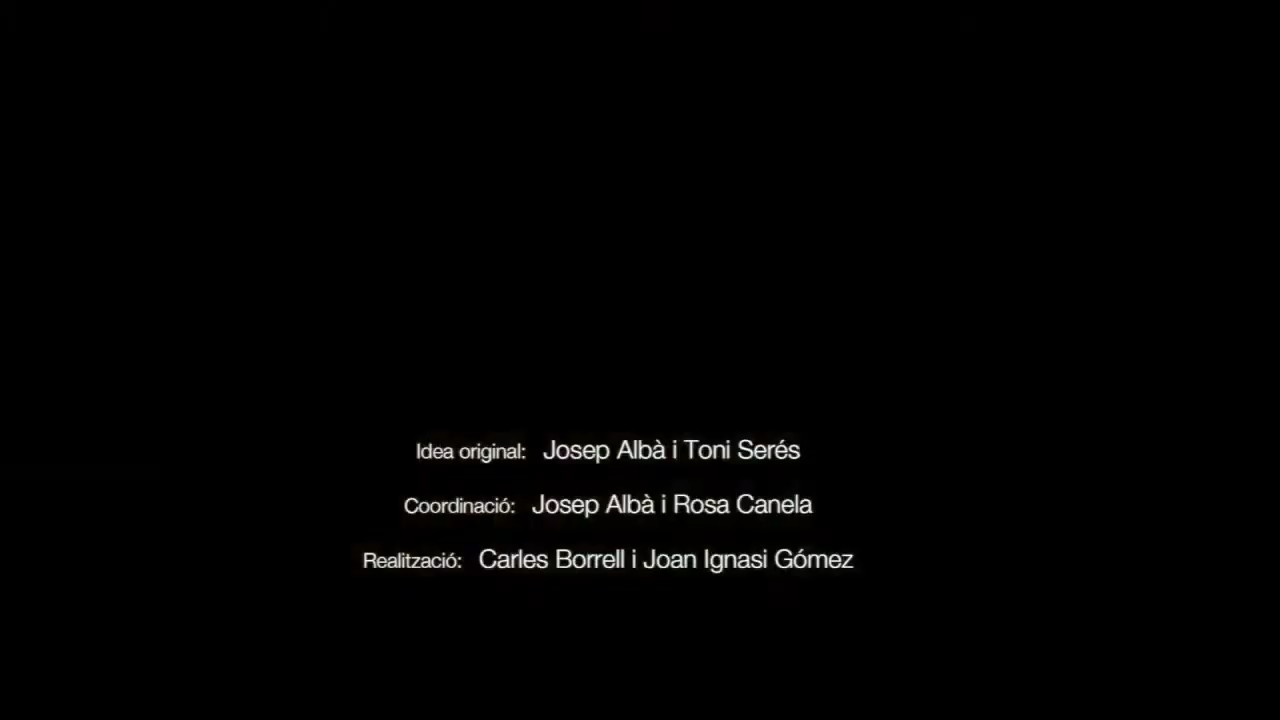 Idea original: Josep Albà i Toni Serés
Coordinació: Josep Albà i Rosa Canela
Realització: Carles Borrell i Joan Ignasi Gómez